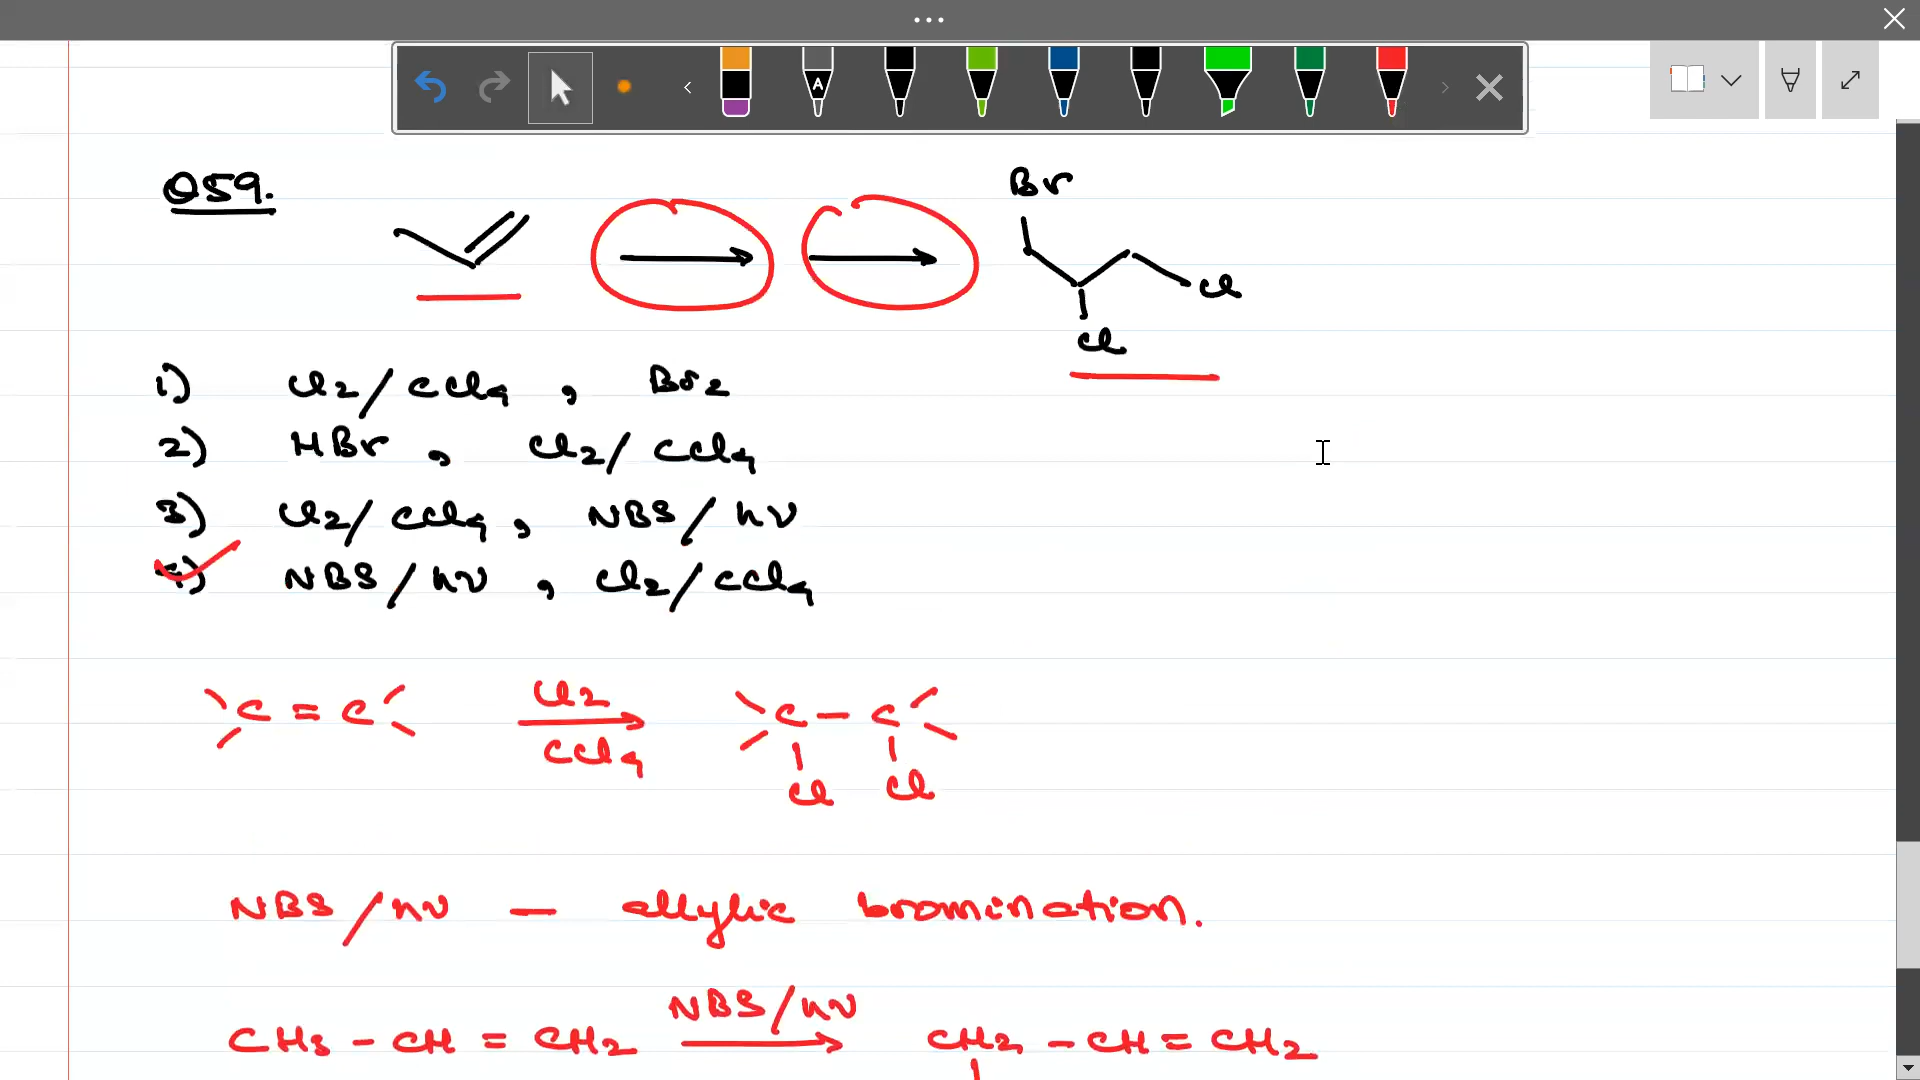 Q59.
Br
Cl
Cl
1) Cl2/CCl4 , Br2
2) HBr , Cl2/CCl4
3) Cl2/CCl4 , NBS/hν
4) NBS/hν , Cl2/CCl4
C = C Cl2 CCl4 C - C
Cl Cl
NBS/hν - allylic bromination.
NBS/hν
CH3 - CH = CH2 CH2 - CH = CH2